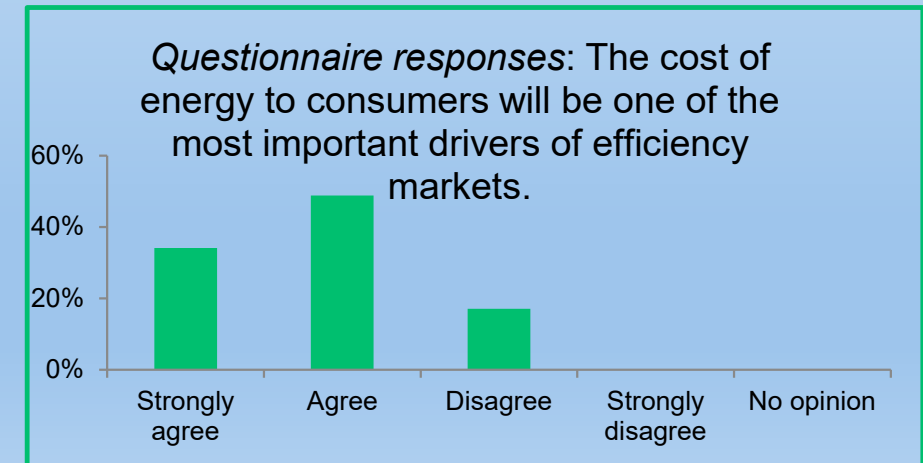 Questionnaire responses: The cost of
energy to consumers will be one of the
most important drivers of efficiency
markets.
60%
40%
20%
0%
Strongly
agree
Agree
Disagree
Strongly
disagree
No opinion